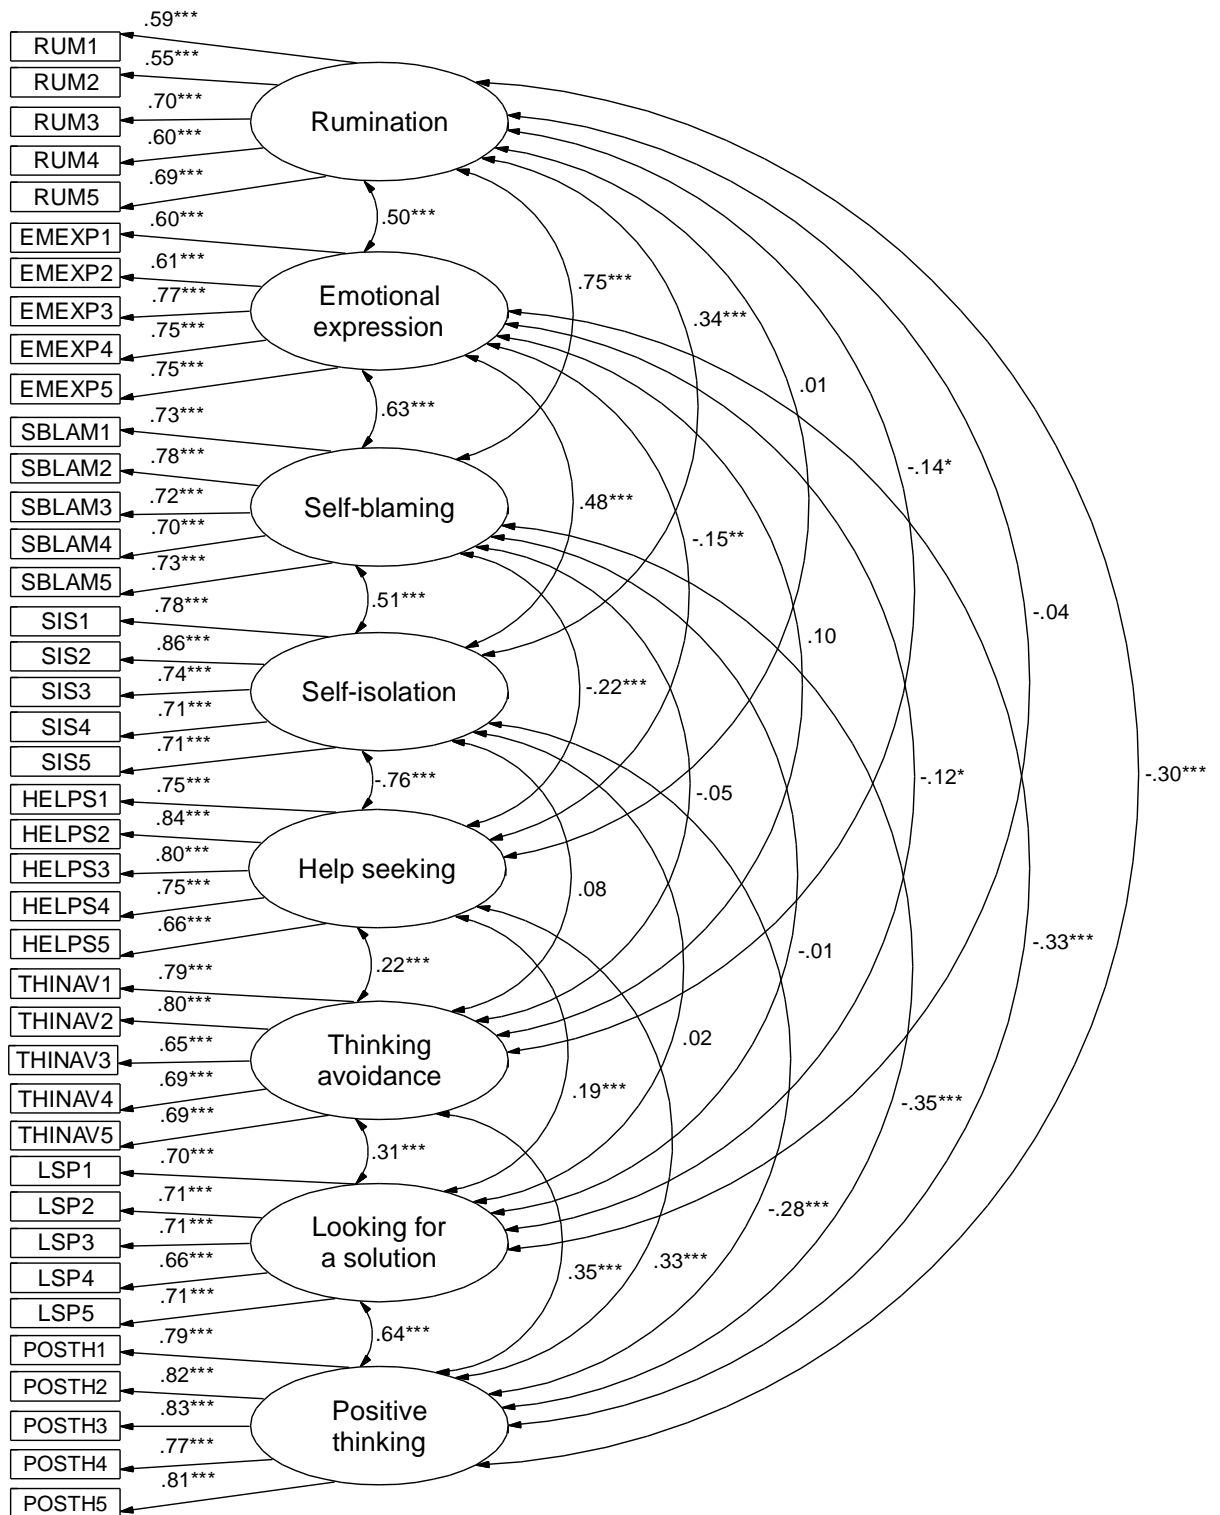 .59***
RUM1
.55***
RUM2
.70***
RUM3
Rumination
.60***
RUM4
.69***
RUM5
.60***
.50***
EMEXP1
.61***
EMEXP2
.77***
.75***
Emotional
EMEXP3
expression
.75***
.34***
EMEXP4
.75***
EMEXP5
.01
.73***
.63***
SBLAM1
.78***
-.14*
SBLAM2
.72***
.48***
SBLAM3
Self-blaming
.70***
-.15**
SBLAM4
.73***
SBLAM5
.78***
.51***
SIS1
-.04
.86***
.10
SIS2
.74***
SIS3
Self-isolation
-.22***
.71***
SIS4
.71***
SIS5
.75***
-.76***
-.12*
-.30***
HELPS1
-.05
.84***
HELPS2
.80***
HELPS3
Help seeking
.75***
.08
HELPS4
.66***
HELPS5
-.33***
.79***
.22***
-.01
THINAV1
.80***
THINAV2
.65***
.02
Thinking
THINAV3
avoidance
.69***
.19***
THINAV4
-.35***
.69***
THINAV5
.70***
.31***
LSP1
.71***
LSP2
-.28***
.71***
Looking for
LSP3
a solution
.66***
.33***
.35***
LSP4
.71***
LSP5
.79***
.64***
POSTH1
.82***
POSTH2
.83***
Positive
POSTH3
thinking
.77***
POSTH4
.81***
POSTH5